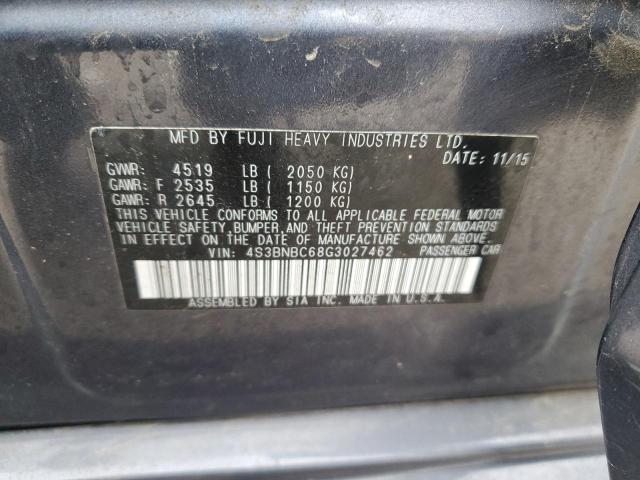 MFD BY FUJI HEAVY INDUSTRIES LTD.
DATE: 11/15
GVWR: 4519 LB ( 2050 KG)
GAWR: F 2535 LB ( 1150 KG)
GAWR: R 2645 LB ( 1200 KG)
THIS VEHICLE CONFORMS TO ALL APPLICABLE FEDERAL MOTOR
VEHICLE SAFETY, BUMPER, AND THEFT PREVENTION STANDARDS
IN EFFECT ON THE DATE OF MANUFACTURE SHOWN ABOVE.
VIN: 4S3BNBC68G3027462 PASSENGER CAR
ASSEMBLED BY SIA INC. MADE IN U.S.A.